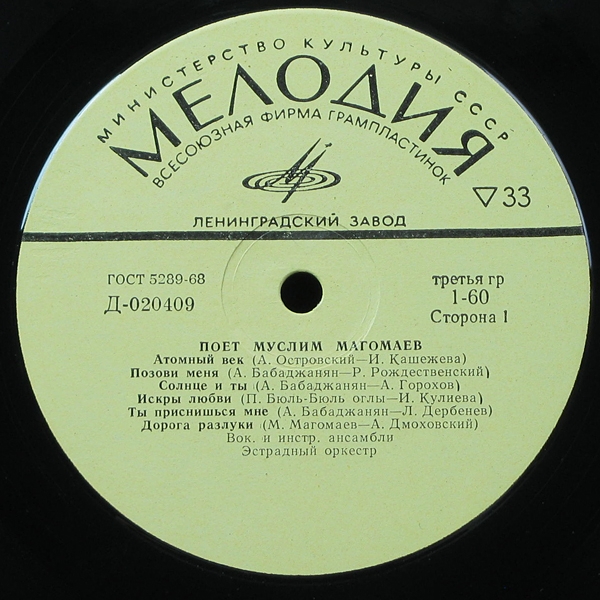 МИНИСТЕРСТВО КУЛЬТУРЫ СССР
МЕЛОДИЯ
ВСЕСОЮЗНАЯ ФИРМА ГРАМПЛАСТИНОК
▽33
ЛЕНИНГРАДСКИЙ ЗАВОД
ГОСТ 5289-68
Д-020409
третья гр
1-60
Сторона 1
ПОЕТ МУСЛИМ МАГОМАЕВ
Атомный век (А. Островский—И. Кашежева)
Позови меня (А. Бабаджанян—Р. Рождественский)
Солнце и ты (А. Бабаджанян—А. Горохов)
Искры любви (П. Бюль-Бюль оглы—И. Кулиева)
Ты приснишься мне (А. Бабаджанян—Л. Дербенев)
Дорога разлуки (М. Магомаев—А. Дмоховский)
Вок. и инстр. ансамбли
Эстрадный оркестр